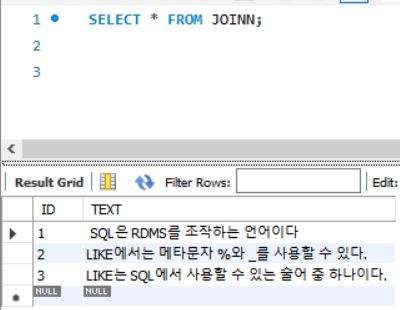 1 SELECT * FROM JOINN;
2
3
Result Grid Filter Rows: Edit:
ID TEXT
1 SQL은 RDMS를 조작하는 언어이다
2 LIKE에서는 메타문자 %와 _를 사용할 수 있다.
3 LIKE는 SQL에서 사용할 수 있는 술어 중 하나이다.
NULL NULL